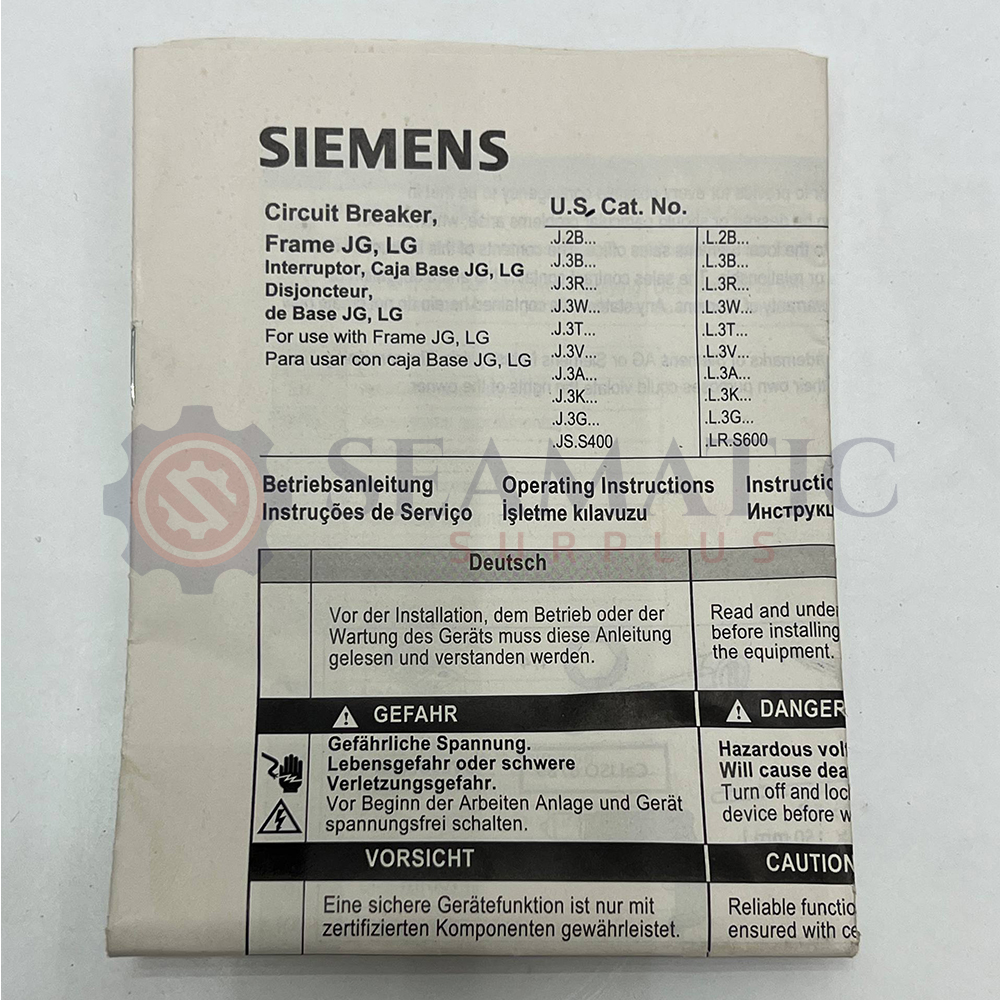 SIEMENS
Circuit Breaker,
Frame JG, LG
Interruptor, Caja Base JG, LG
Disjoncteur,
de Base JG, LG
For use with Frame JG, LG
Para usar con caja Base JG, LG
U.S. Cat. No.
.J.2B... .L.2B...
.J.3B... .L.3B...
.J.3R... .L.3R...
.J.3W... .L.3W...
.J.3T... .L.3T...
.J.3V... .L.3V...
.J.3A... .L.3A...
.J.3K... .L.3K...
.J.3G... .L.3G...
.JS.S400 .LR.S600
SEAMATIC
SURPLUS
Betriebsanleitung Operating Instructions Instructic
Instruções de Serviço İşletme kılavuzu Инструкц
Deutsch
Vor der Installation, dem Betrieb oder der
Wartung des Geräts muss diese Anleitung
gelesen und verstanden werden.
Read and under
before installing
the equipment.
GEFAHR
DANGER
Gefährliche Spannung.
Lebensgefahr oder schwere
Verletzungsgefahr.
Vor Beginn der Arbeiten Anlage und Gerät
spannungsfrei schalten.
Hazardous volt
Will cause dea
Turn off and loc
device before w
VORSICHT
CAUTION
Eine sichere Gerätefunktion ist nur mit
zertifizierten Komponenten gewährleistet.
Reliable functio
ensured with ce